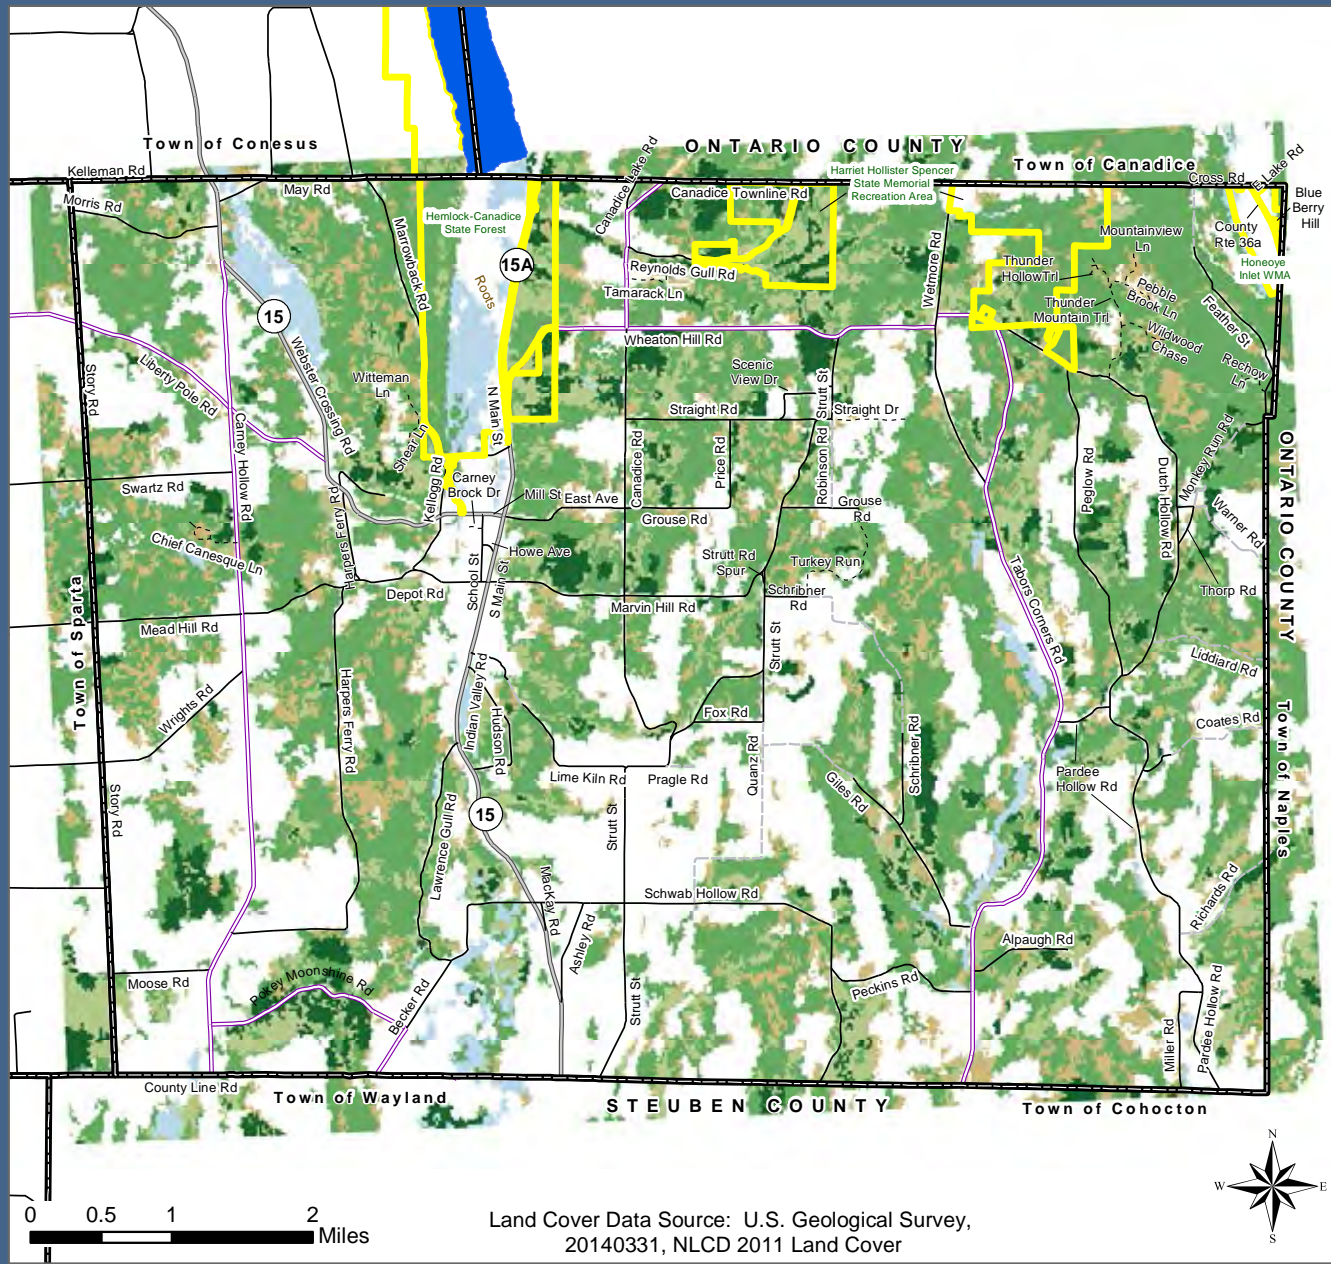 Town of Conesus
ONTARIO COUNTY
Town of Canadice
Kelleman Rd
May Rd
Morris Rd
Marrowback Rd
Hemlock-Canadice
State Forest
15A
Roots
Canadice Lake Rd
Canadice Townline Rd
Harriet Hollister Spencer
State Memorial
Recreation Area
Reynolds Gull Rd
Tamarack Ln
Wetmore Rd
Cross Rd
E Lake Rd
Blue
Berry
Hill
County
Rte 36a
Honeoye
Inlet WMA
Mountainview
Ln
Thunder
HollowTrl
Thunder
Mountain Trl
Pebble
Brook Ln
Wildwood
Chase
Feather St
Rechow
Ln
15
Webster Crossing Rd
Liberty Pole Rd
Story Rd
Witteman
Ln
Shear Ln
N Main St
Wheaton Hill Rd
Scenic
View Dr
Strutt St
Straight Rd
Straight Dr
Carney Hollow Rd
Swartz Rd
Chief Canesque Ln
Harpers Ferry Rd
Kellogg Rd
Carney
Brock Dr
Mill St
East Ave
Canadice Rd
Price Rd
Robinson Rd
Grouse Rd
Grouse
Rd
Peglow Rd
Dutch Hollow Rd
Monkey Run Rd
Warner Rd
ONTARIO COUNTY
Howe Ave
School St
S Main St
Depot Rd
Strutt Rd
Spur
Turkey Run
Schribner
Rd
Marvin Hill Rd
Tabors Corners Rd
Thorp Rd
Town of Sparta
Mead Hill Rd
Wrights Rd
Harpers Ferry Rd
Indian Valley Rd
Hudson Rd
Strutt St
Fox Rd
Liddiard Rd
Coates Rd
Town of Naples
Lime Kiln Rd
Pragle Rd
Quanzi Rd
Schribner Rd
Giles Rd
Pardee
Hollow Rd
Story Rd
15
Lawrence Gull Rd
Strutt St
MacKay Rd
Schwab Hollow Rd
Ashley Rd
Richards Rd
Alpaugh Rd
Moose Rd
Pokey Moonshine Rd
Becker Rd
Strutt St
Peckins Rd
Miller Rd
Pardee Hollow Rd
County Line Rd
Town of Wayland
STEUBEN COUNTY
Town of Cohocton
N
W
E
S
0 0.5 1 2
Miles
Land Cover Data Source: U.S. Geological Survey,
20140331, NLCD 2011 Land Cover